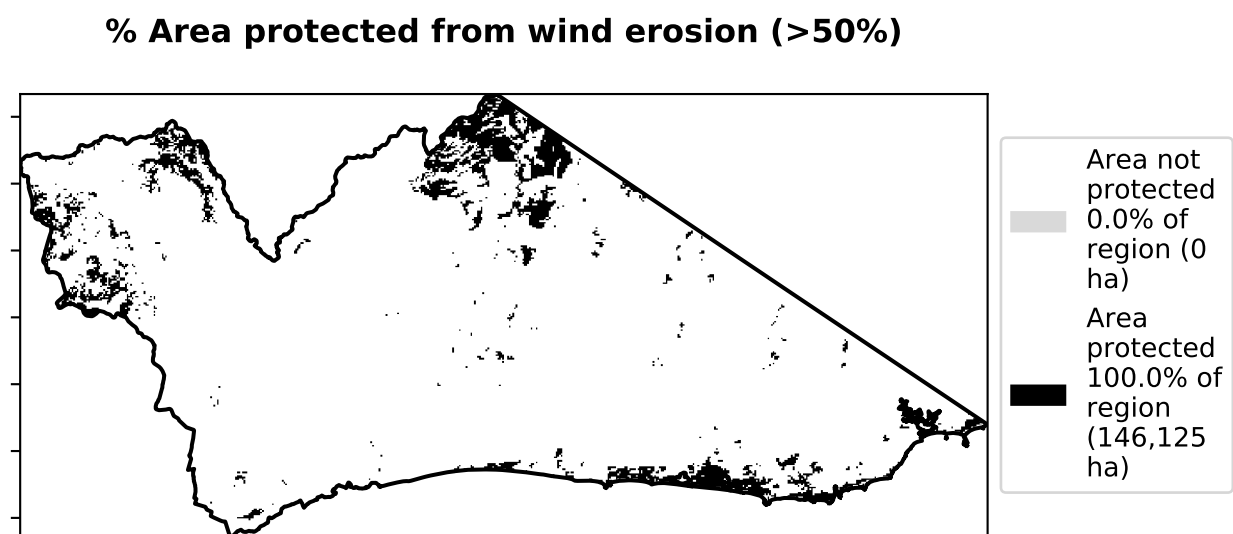 % Area protected from wind erosion (>50%)
Area not
protected
0.0% of
region (0
ha)
Area
protected
100.0% of
region
(146,125
ha)